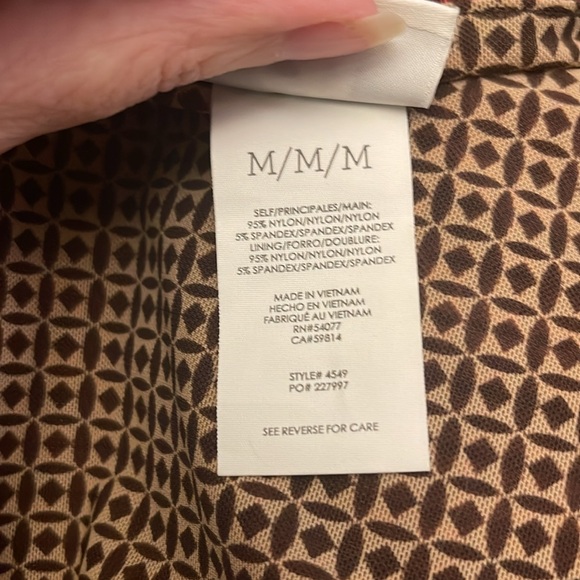 M/M/M
SELF/PRINCIPALES/MAIN:
95% NYLON/NYLON/NYLON
5% SPANDEX/SPANDEX/SPANDEX
LINING/FORRO/DOUBLURE:
95% NYLON/NYLON/NYLON
5% SPANDEX/SPANDEX/SPANDEX
MADE IN VIETNAM
HECHO EN VIETNAM
FABRIQUÉ AU VIETNAM
RN#54077
CA#59814
STYLE# 4549
PO# 227997
SEE REVERSE FOR CARE